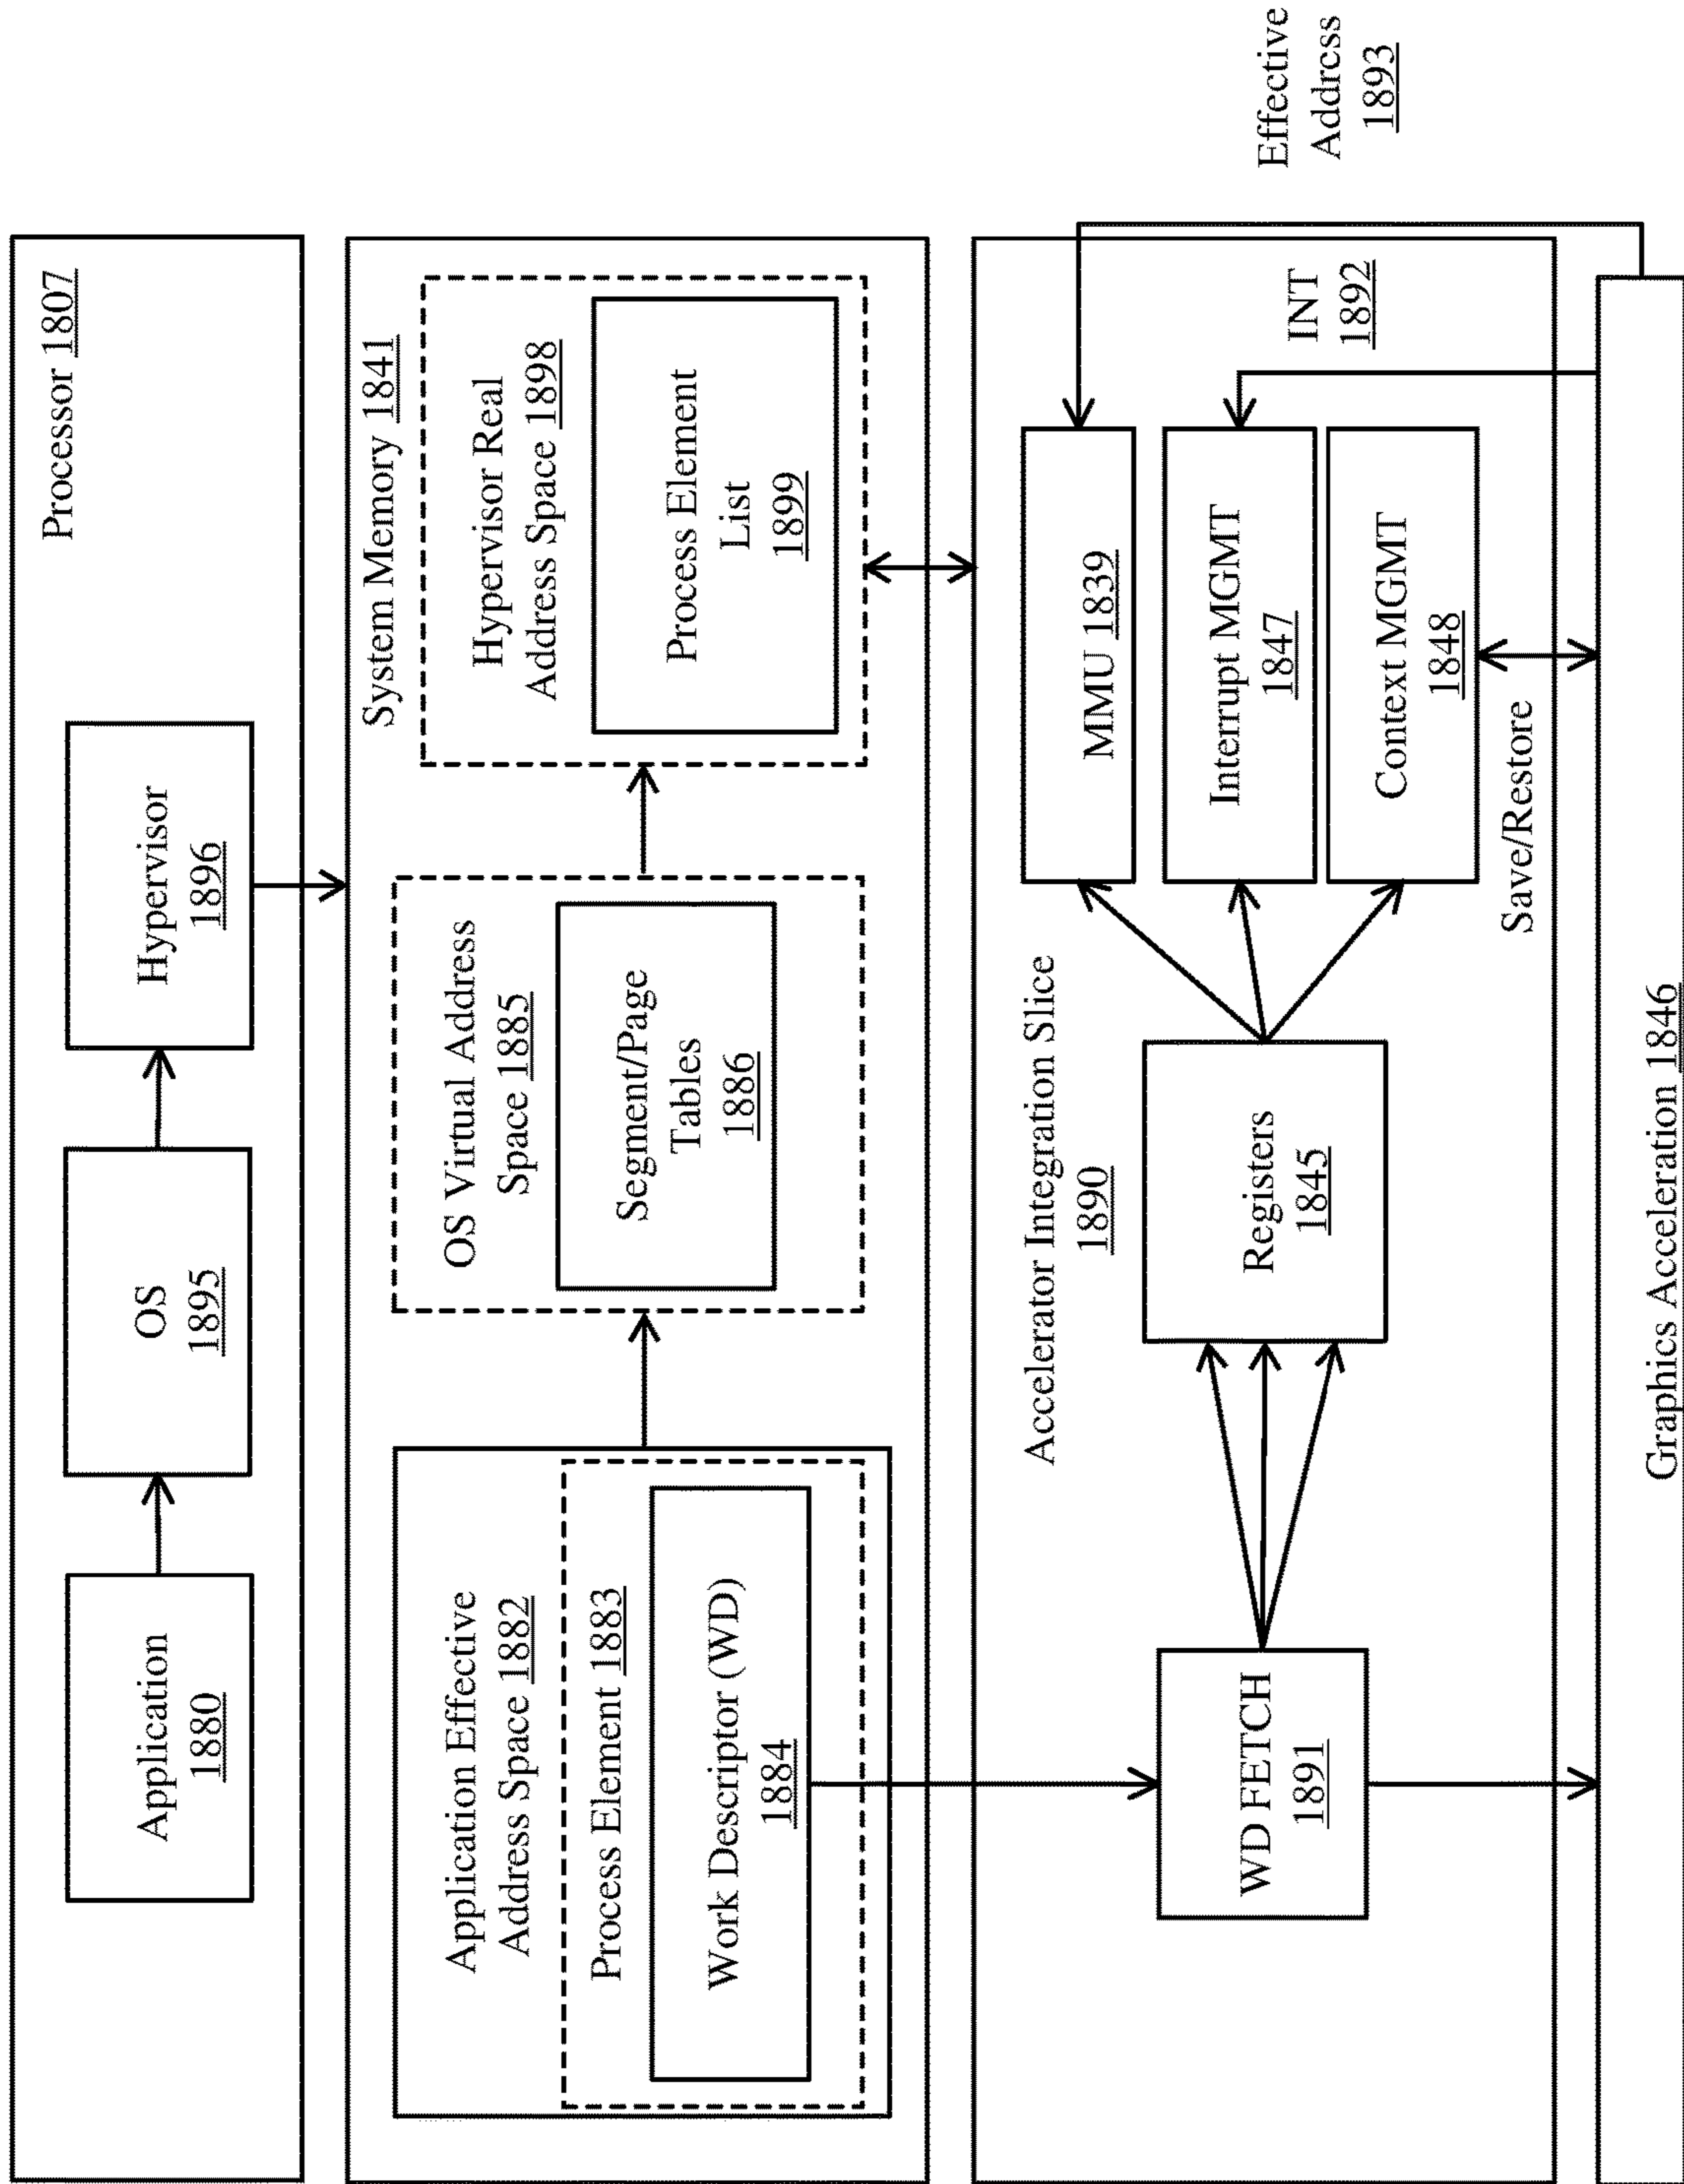 Processor 1807
Application
1880
OS
1895
Hypervisor
1896
System Memory 1841
Application Effective
Address Space 1882
Process Element 1883
Work Descriptor (WD)
1884
OS Virtual Address
Space 1885
Segment/Page
Tables
1886
Hypervisor Real
Address Space 1898
Process Element
List
1899
Accelerator Integration Slice
1890
WD FETCH
1891
Registers
1845
MMU 1839
Interrupt MGMT
1847
Context MGMT
1848
INT
1892
Save/Restore
Effective
Address
1893
Graphics Acceleration 1846